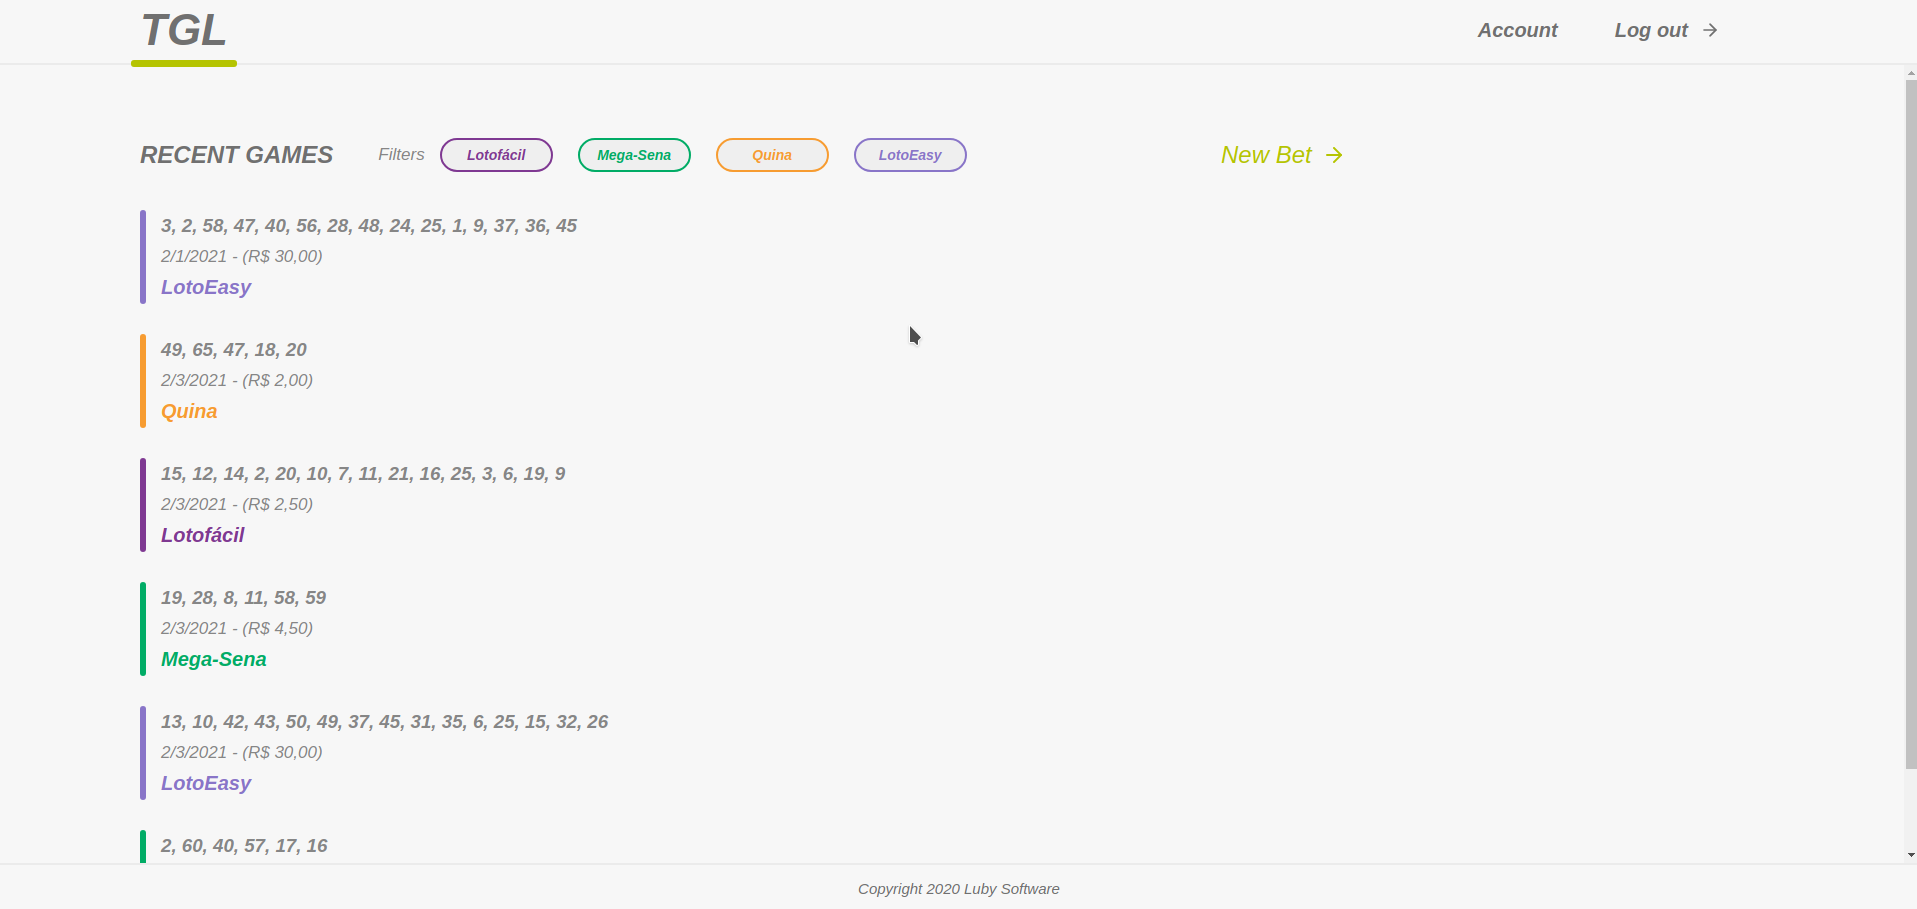 TGL
Account
Log out
RECENT GAMES
Filters
Lotofácil
Mega-Sena
Quina
LotoEasy
New Bet
3, 2, 58, 47, 40, 56, 28, 48, 24, 25, 1, 9, 37, 36, 45
2/1/2021 - (R$ 30,00)
LotoEasy
49, 65, 47, 18, 20
2/3/2021 - (R$ 2,00)
Quina
15, 12, 14, 2, 20, 10, 7, 11, 21, 16, 25, 3, 6, 19, 9
2/3/2021 - (R$ 2,50)
Lotofácil
19, 28, 8, 11, 58, 59
2/3/2021 - (R$ 4,50)
Mega-Sena
13, 10, 42, 43, 50, 49, 37, 45, 31, 35, 6, 25, 15, 32, 26
2/3/2021 - (R$ 30,00)
LotoEasy
2, 60, 40, 57, 17, 16
Copyright 2020 Luby Software